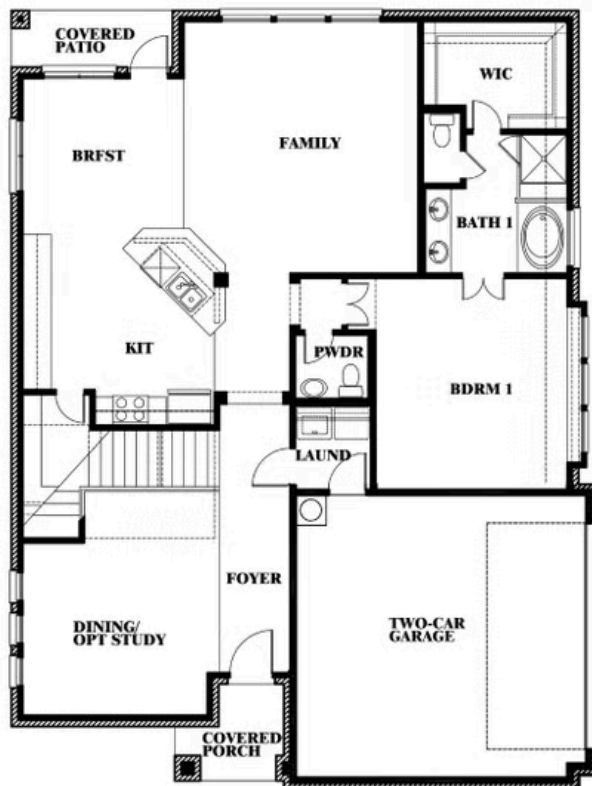 COVERED
PATIO
WIC
BRFST
FAMILY
BATH 1
KIT
PWDR
BDRM 1
LAUND
FOYER
DINING/
OPT STUDY
TWO-CAR
GARAGE
COVERED
PORCH